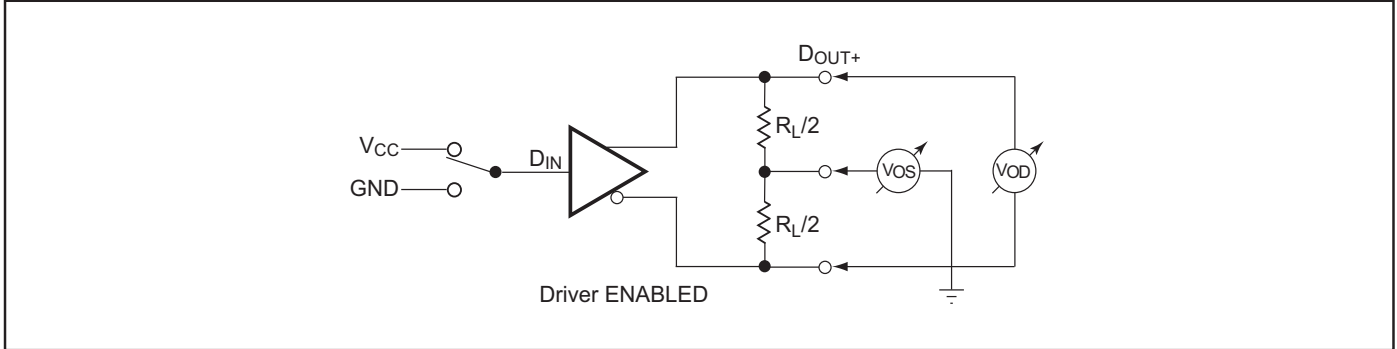 DOUT+
RL/2
VCC
DIN
VOS
VOD
GND
RL/2
Driver ENABLED